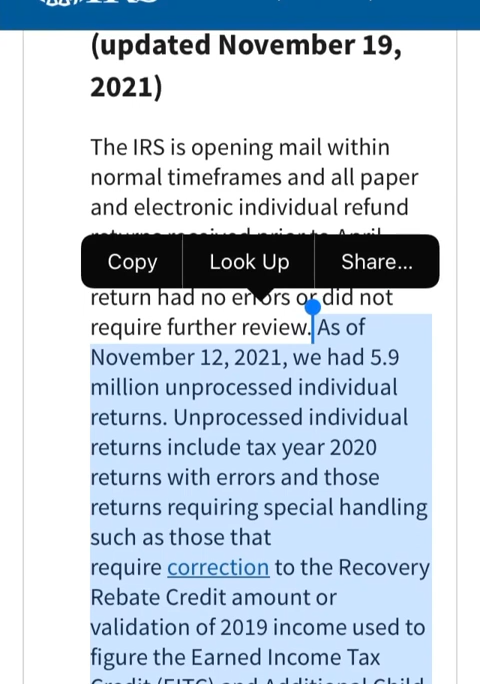 (updated November 19,
2021)
The IRS is opening mail within
normal timeframes and all paper
and electronic individual refund
Copy
Look Up
Share...
return had no errors or did not
require further review. As of
November 12, 2021, we had 5.9
million unprocessed individual
returns. Unprocessed individual
returns include tax year 2020
returns with errors and those
returns requiring special handling
such as those that
require correction to the Recovery
Rebate Credit amount or
validation of 2019 income used to
figure the Earned Income Tax